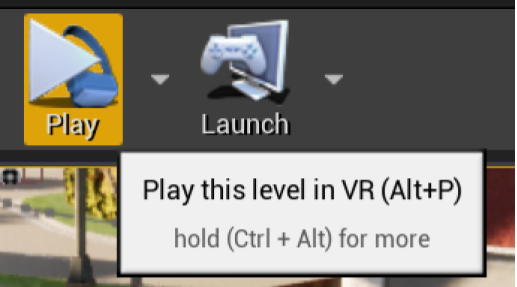 Play
Launch
Play this level in VR (Alt+P)
hold (Ctrl + Alt) for more